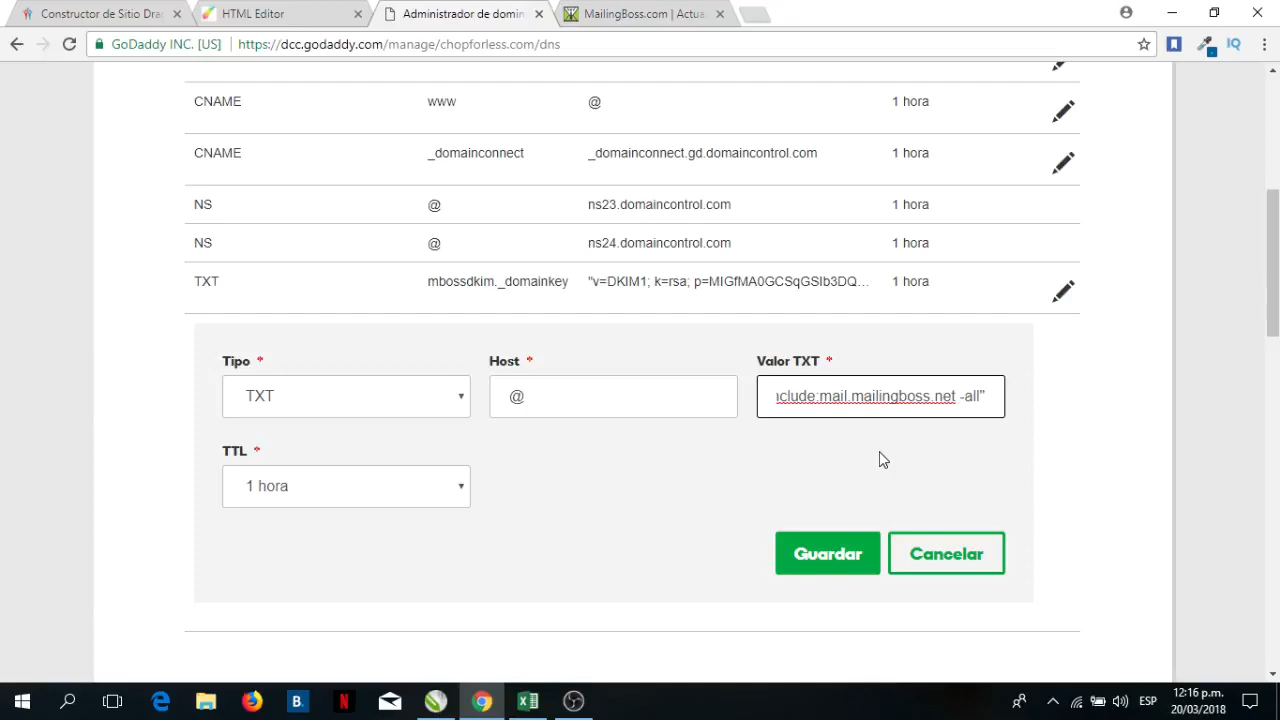 Constructor de Sitio Drag
HTML Editor
Administrador de domin
MailingBoss.com | Actua
GoDaddy INC. [US] https://dcc.godaddy.com/manage/chopforless.com/dns
IQ
CNAME www @ 1 hora
CNAME _domainconnect _domainconnect.gd.domaincontrol.com 1 hora
NS @ ns23.domaincontrol.com 1 hora
NS @ ns24.domaincontrol.com 1 hora
TXT mbossdkim._domainkey "v=DKIM1; k=rsa; p=MIGfMA0GCSqGSIb3DQ... 1 hora
Tipo * Host * Valor TXT *
TXT @ nclude:mail.mailingboss.net -all"
TTL *
1 hora
Guardar Cancelar
B. N ESP 12:16 p.m.
20/03/2018